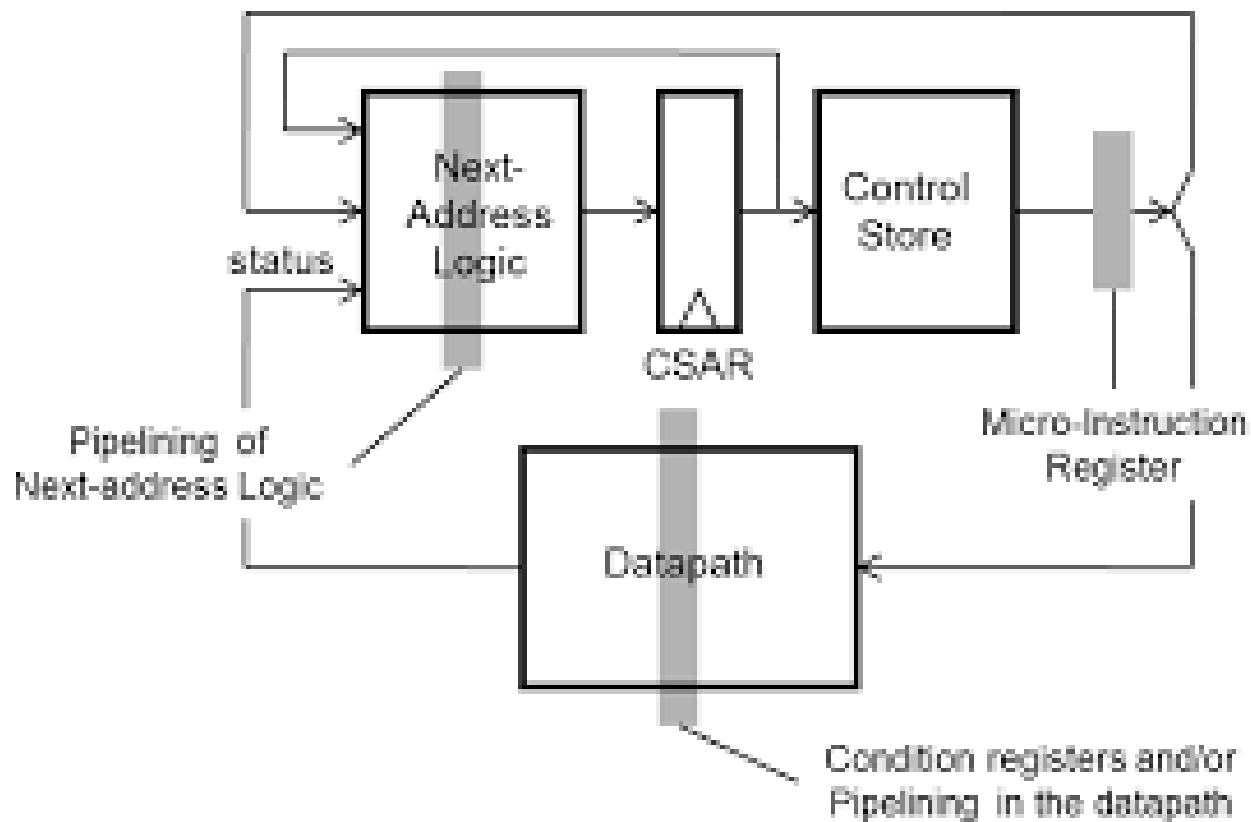 Next-
Address
Logic
Control
Store
status
CSAR
Pipelining of
Next-address Logic
Micro-Instruction
Register
Datapath
Condition registers and/or
Pipelining in the datapath